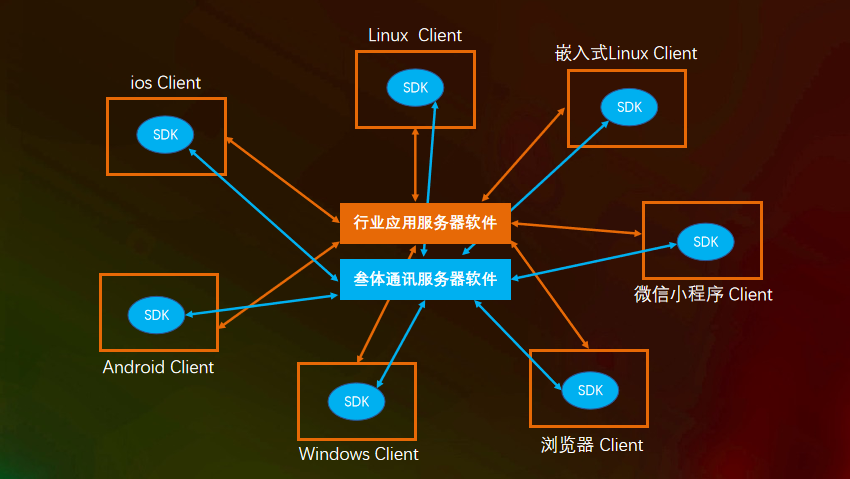 Linux Client
嵌入式Linux Client
ios Client
SDK
SDK
SDK
行业应用服务器软件
SDK
叁体通讯服务器软件
微信小程序 Client
SDK
Android Client
SDK
SDK
浏览器 Client
Windows Client